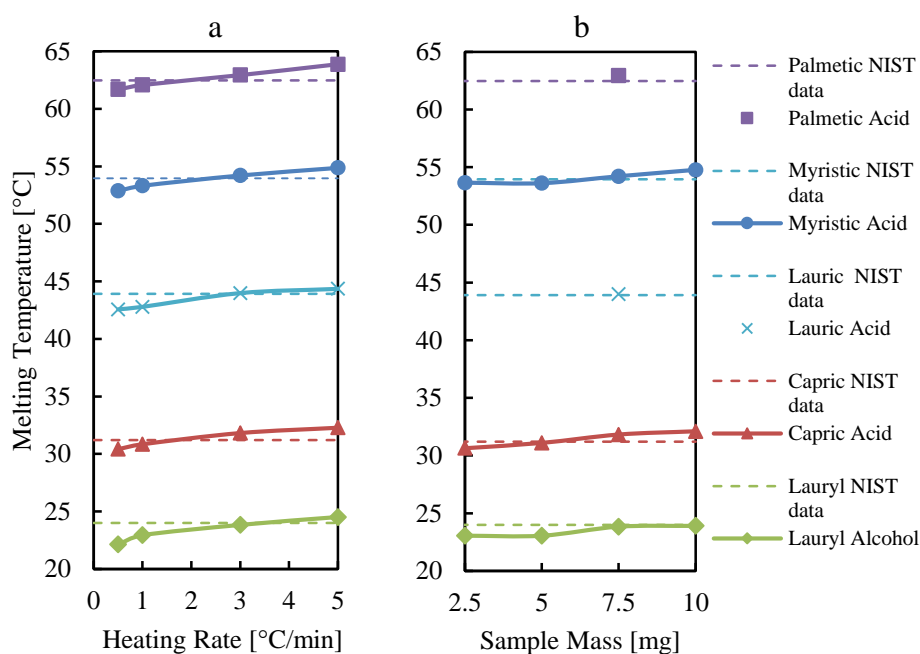 a
b
Melting Temperature [°C]
65
60
55
50
45
40
35
30
25
20
0
1
2
3
4
5
Heating Rate [°C/min]
65
60
55
50
45
40
35
30
25
20
2.5
5
7.5
10
Sample Mass [mg]
Palmetic NIST
data
Palmetic Acid
Myristic NIST
data
Myristic Acid
Lauric NIST
data
Lauric Acid
Capric NIST
data
Capric Acid
Lauryl NIST
data
Lauryl Alcohol